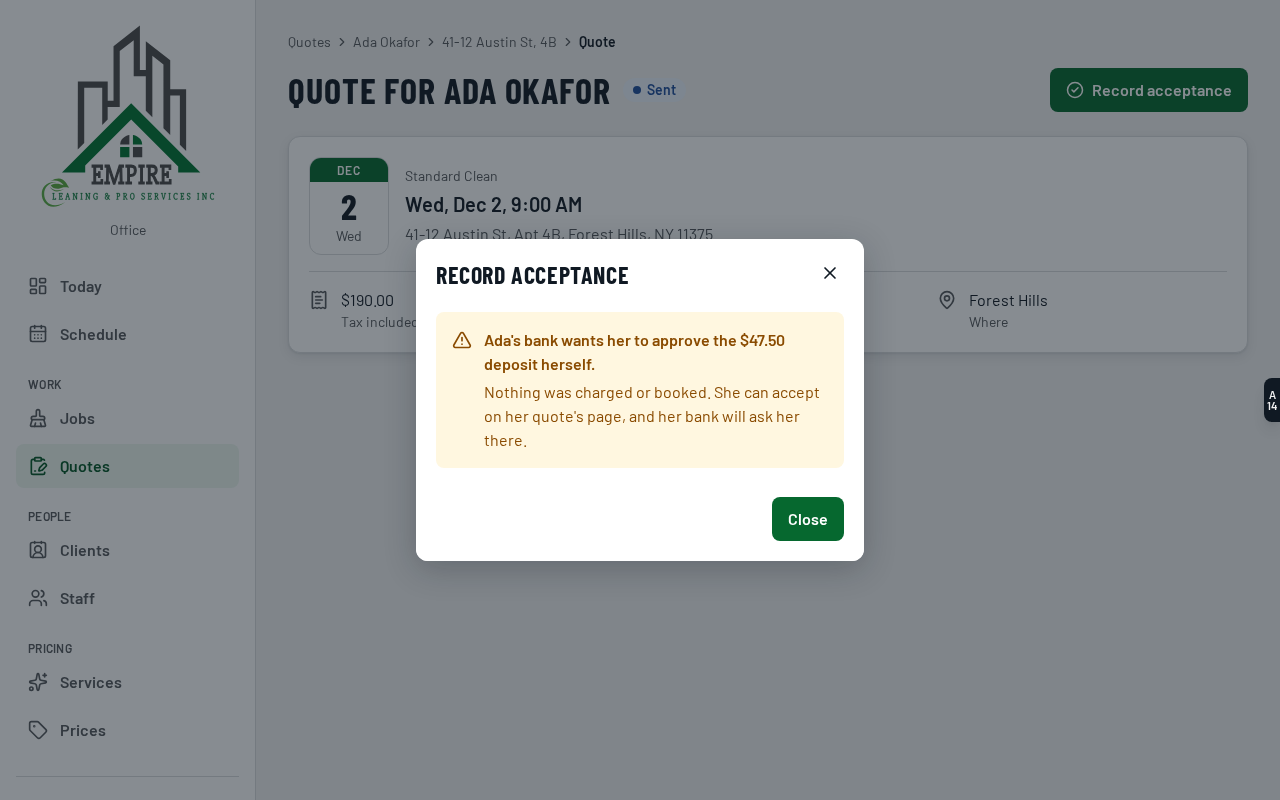 EMPIRE
LEANING & PRO SERVICES INC
Office
Today
Schedule
WORK
Jobs
Quotes
PEOPLE
Clients
Staff
PRICING
Services
Prices
Quotes > Ada Okafor > 41-12 Austin St, 4B > Quote
QUOTE FOR ADA OKAFOR
Sent
Record acceptance
DEC
2
Wed
Standard Clean
Wed, Dec 2, 9:00 AM
41-12 Austin St, Apt 4B, Forest Hills, NY 11375
$190.00
Tax included
Forest Hills
Where
RECORD ACCEPTANCE
Ada's bank wants her to approve the $47.50
deposit herself.
Nothing was charged or booked. She can accept
on her quote's page, and her bank will ask her
there.
Close
A
14